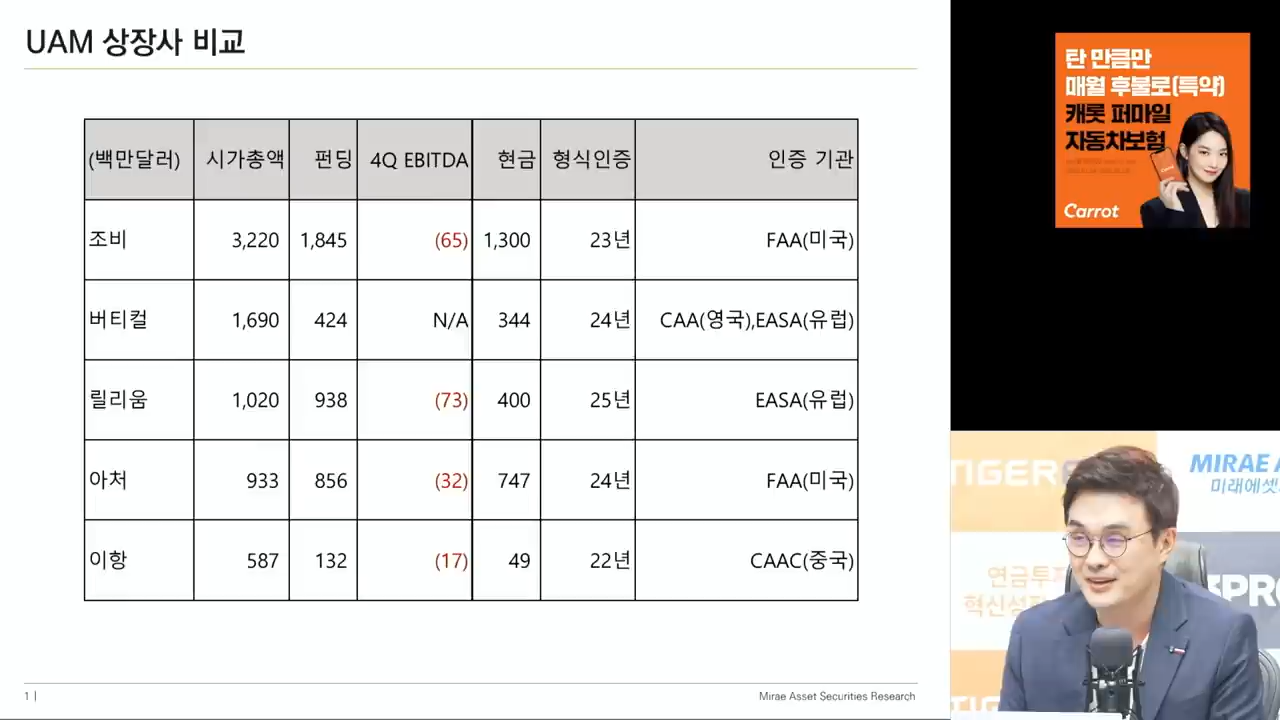 UAM 상장사 비교
(백만달러) 시가총액 펀딩 4Q EBITDA 현금 형식인증 인증 기관
조비 3,220 1,845 (65) 1,300 23년 FAA(미국)
버티컬 1,690 424 N/A 344 24년 CAA(영국),EASA(유럽)
릴리움 1,020 938 (73) 400 25년 EASA(유럽)
아처 933 856 (32) 747 24년 FAA(미국)
이항 587 132 (17) 49 22년 CAAC(중국)
1 |
Mirae Asset Securities Research
탄 만큼만
매월 후불로(특약)
캐롯 퍼마일
자동차보험
Carrot
TIGER
MIRAE A
미래에셋
연금투자
혁신성
3PRO